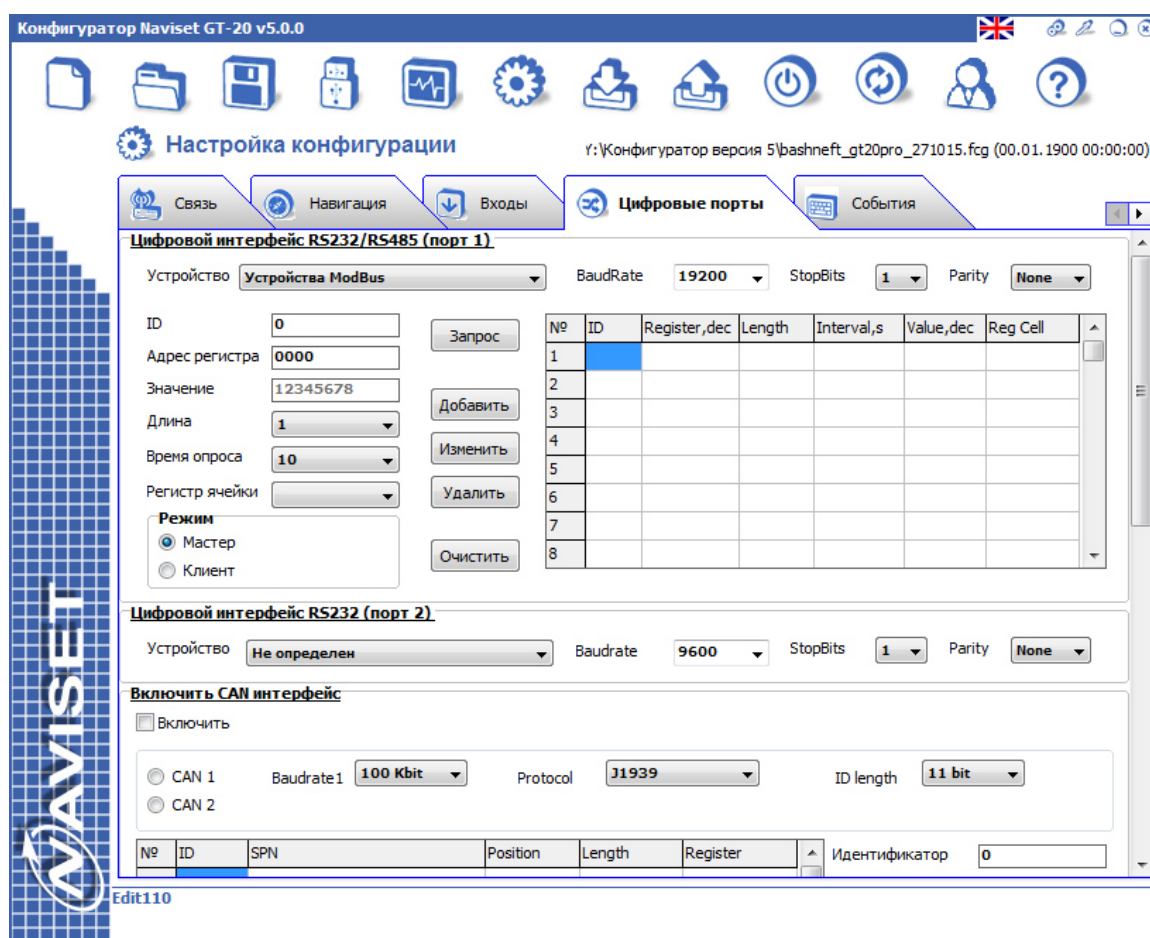 Конфигуратор Naviset GT-20 v5.0.0
Настройка конфигурации
Y:\Конфигуратор версия 5\bashneft_gt20pro_271015.fcg (00.01.1900 00:00:00)
Связь Навигация Входы Цифровые порты События
Цифровой интерфейс RS232/RS485 (порт 1)
Устройство Устройства ModBus BaudRate 19200 StopBits 1 Parity None
ID 0 Запрос
Адрес регистра 0000
Значение 12345678
Длина 1 Добавить
Время опроса 10 Изменить
Регистр ячейки Удалить
Режим
Мастер
Клиент
Очистить
№ ID Register,dec Length Interval,s Value,dec Reg Cell
1
2
3
4
5
6
7
8
Цифровой интерфейс RS232 (порт 2)
Устройство Не определен Baudrate 9600 StopBits 1 Parity None
Включить CAN интерфейс
Включить
CAN 1 Baudrate1 100 Kbit Protocol J1939 ID length 11 bit
CAN 2
№ ID SPN Position Length Register Идентификатор 0
Edit110
NAVISET